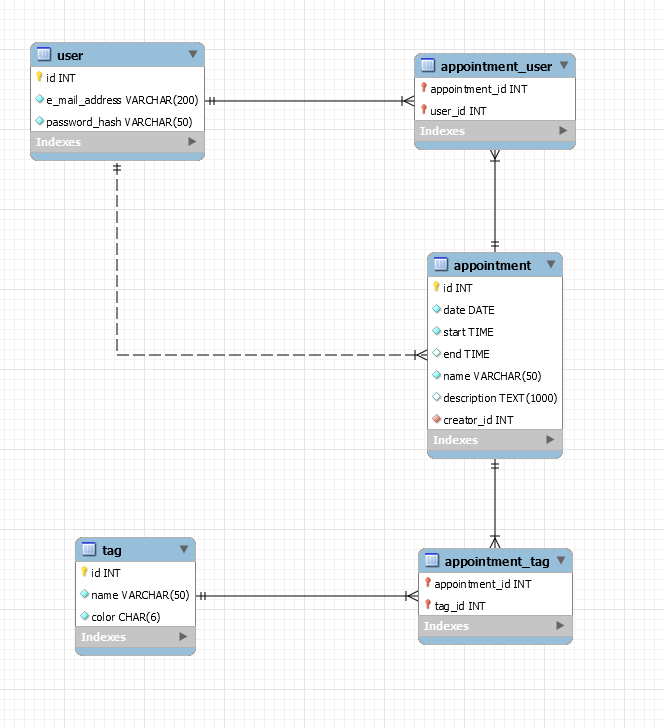 user
id INT
e_mail_address VARCHAR(200)
password_hash VARCHAR(50)
Indexes
appointment_user
appointment_id INT
user_id INT
Indexes
appointment
id INT
date DATE
start TIME
end TIME
name VARCHAR(50)
description TEXT(1000)
creator_id INT
Indexes
tag
id INT
name VARCHAR(50)
color CHAR(6)
Indexes
appointment_tag
appointment_id INT
tag_id INT
Indexes